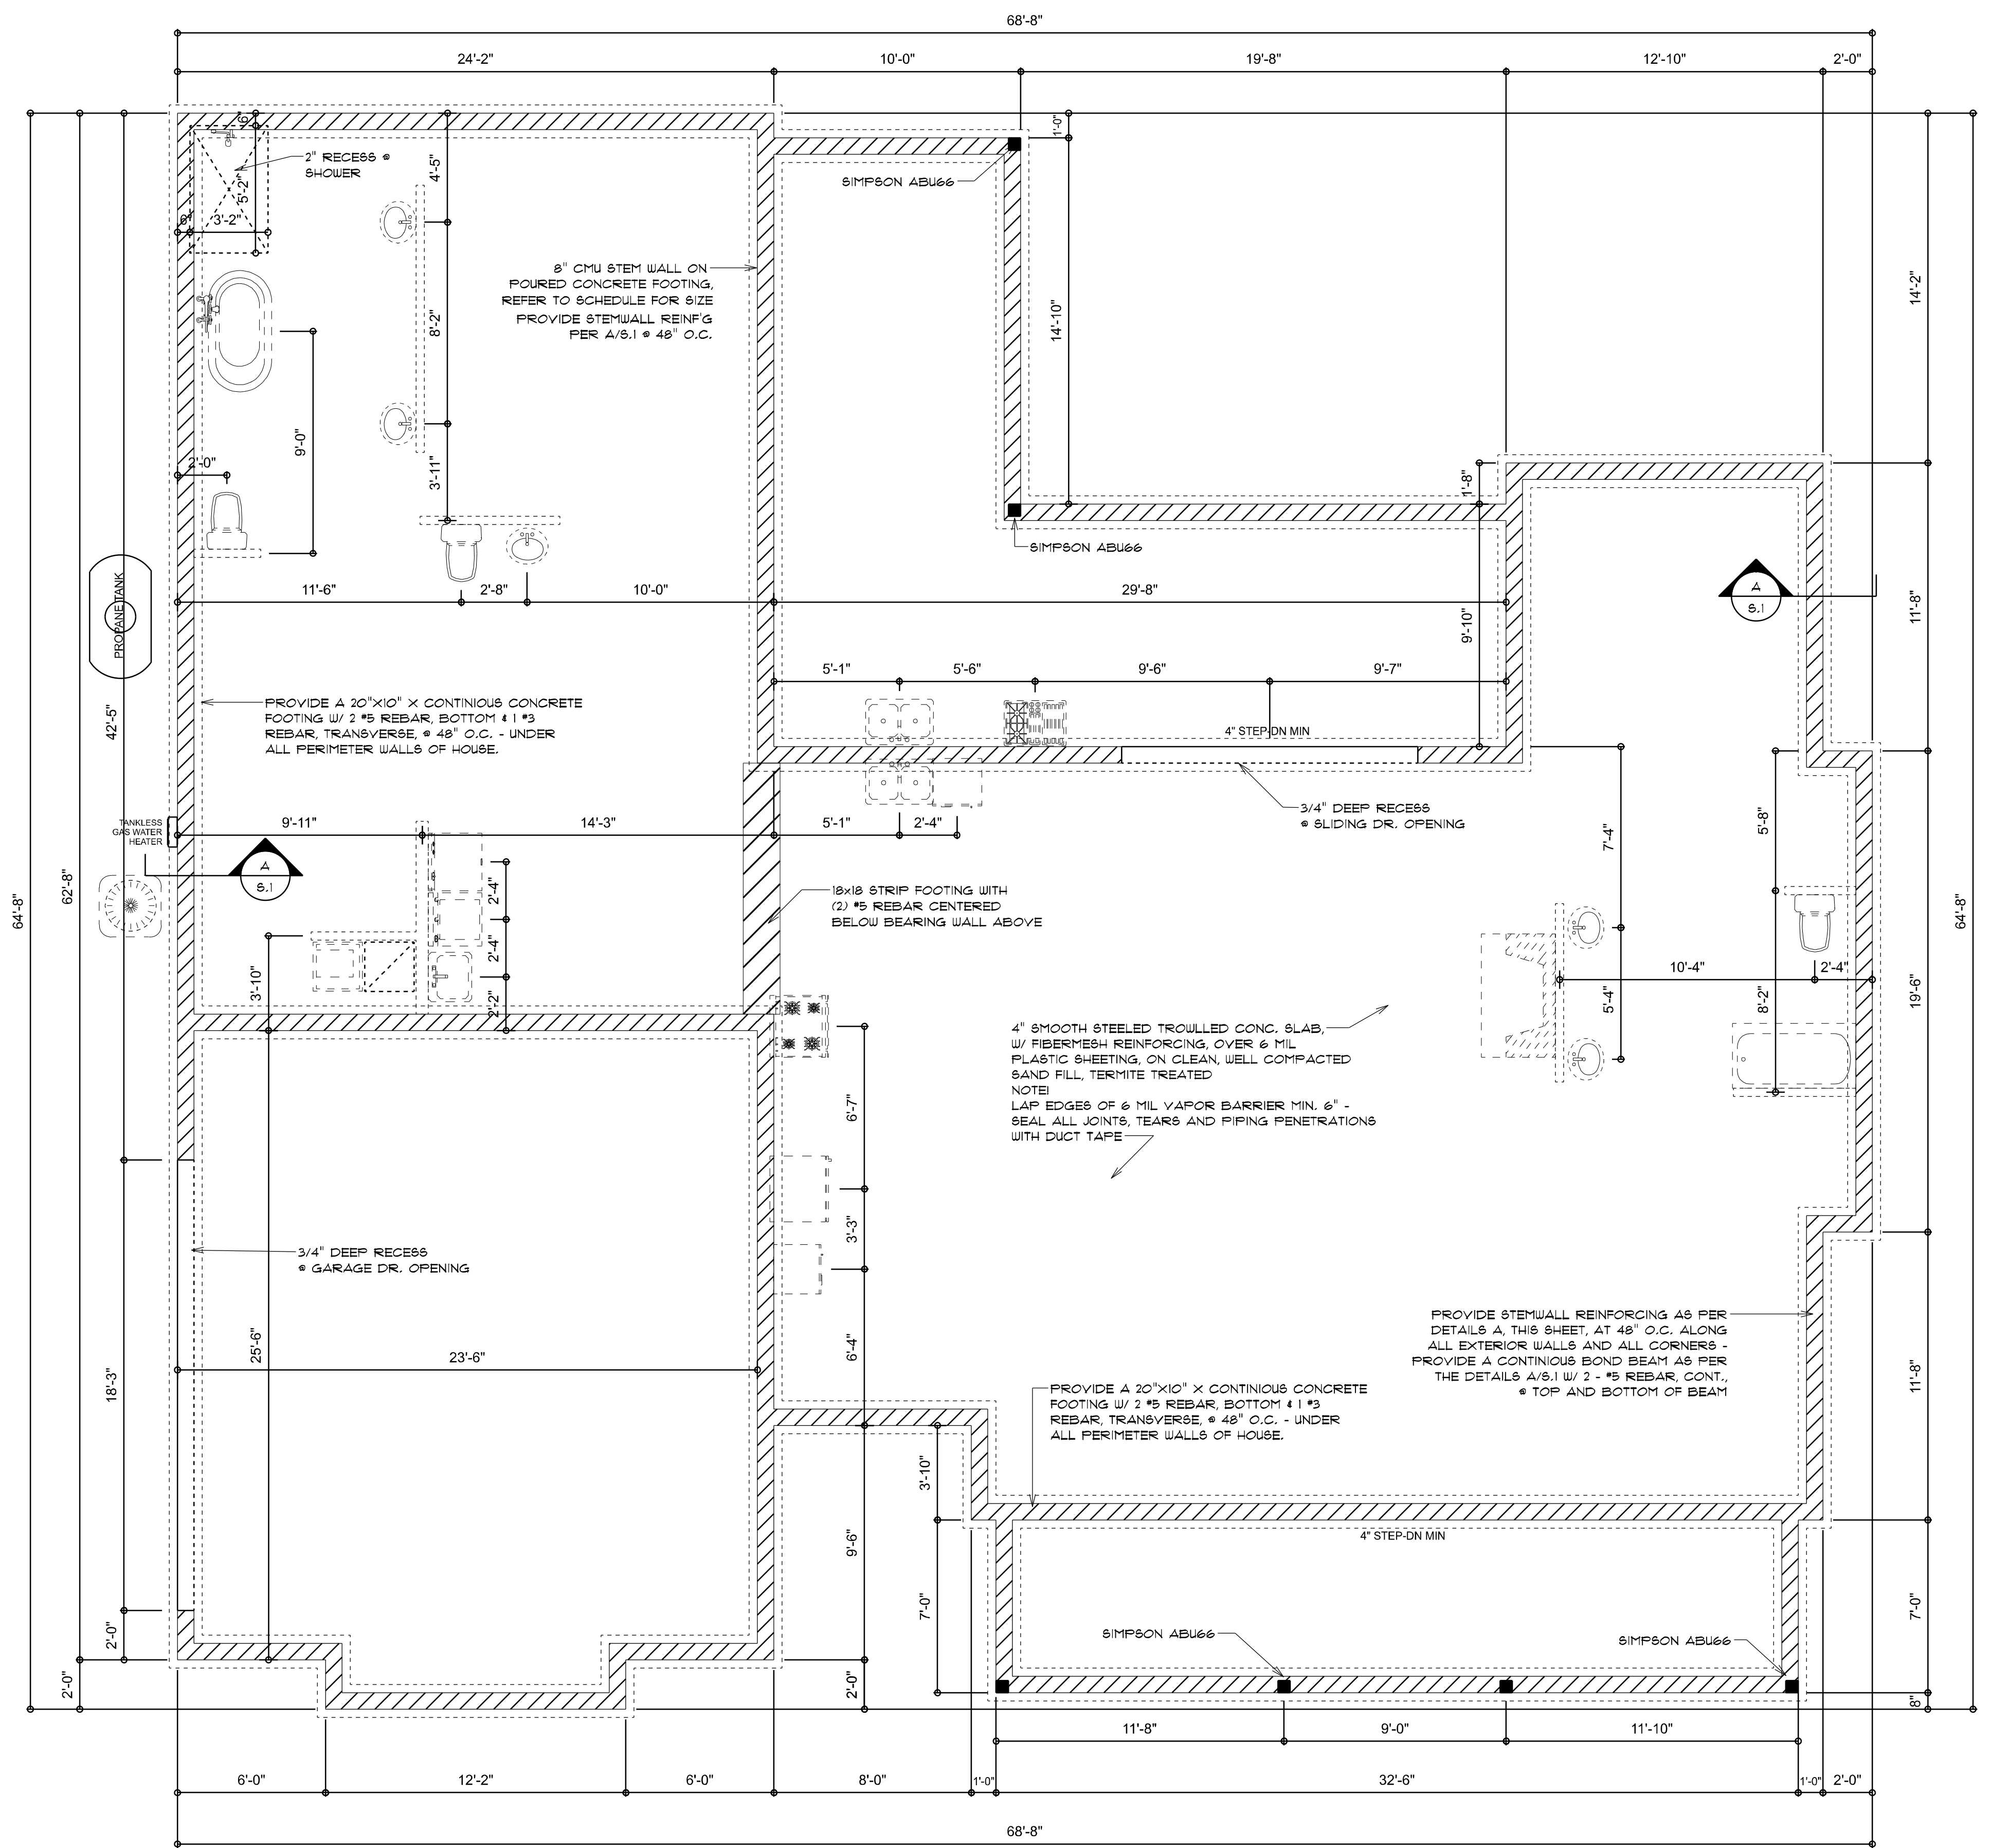 68'-8"
24'-2"
10'-0"
19'-8"
12'-10"
2'-0"
6"
1'-0"
2" RECESS @
SHOWER
4'-5"
5'-2"
6"
3'-2"
SIMPSON ABU66
8" CMU STEM WALL ON
POURED CONCRETE FOOTING,
REFER TO SCHEDULE FOR SIZE
PROVIDE STEMWALL REINF'G
PER A/S.1 @ 48" O.C.
8'-2"
14'-10"
14'-2"
9'-0"
2'-0"
3'-11"
1'-8"
SIMPSON ABU66
PROPANE TANK
11'-6"
2'-8"
10'-0"
29'-8"
9'-10"
A
S.1
11'-8"
5'-1"
5'-6"
9'-6"
9'-7"
PROVIDE A 20"X10" X CONTINIOUS CONCRETE
FOOTING W/ 2 #5 REBAR, BOTTOM & 1 #3
REBAR, TRANSVERSE, @ 48" O.C. - UNDER
ALL PERIMETER WALLS OF HOUSE.
42'-5"
4" STEP-DN MIN
3/4" DEEP RECESS
@ SLIDING DR. OPENING
TANKLESS
GAS WATER
HEATER
9'-11"
14'-3"
5'-1"
2'-4"
7'-4"
5'-8"
A
S.1
64'-8"
62'-8"
2'-4"
18x18 STRIP FOOTING WITH
(2) #5 REBAR CENTERED
BELOW BEARING WALL ABOVE
64'-8"
2'-4"
3'-10"
2'-2"
10'-4"
2'-4"
5'-4"
8'-2"
19'-6"
4" SMOOTH STEELED TROWLLED CONC. SLAB,
W/ FIBERMESH REINFORCING, OVER 6 MIL
PLASTIC SHEETING, ON CLEAN, WELL COMPACTED
SAND FILL, TERMITE TREATED
NOTE!
LAP EDGES OF 6 MIL VAPOR BARRIER MIN. 6" -
SEAL ALL JOINTS, TEARS AND PIPING PENETRATIONS
WITH DUCT TAPE
6'-7"
3'-3"
3/4" DEEP RECESS
@ GARAGE DR. OPENING
25'-6"
23'-6"
6'-4"
18'-3"
PROVIDE STEMWALL REINFORCING AS PER
DETAILS A, THIS SHEET, AT 48" O.C. ALONG
ALL EXTERIOR WALLS AND ALL CORNERS -
PROVIDE A CONTINIOUS BOND BEAM AS PER
THE DETAILS A/S.1 W/ 2 - #5 REBAR, CONT.,
@ TOP AND BOTTOM OF BEAM
11'-8"
PROVIDE A 20"X10" X CONTINIOUS CONCRETE
FOOTING W/ 2 #5 REBAR, BOTTOM & 1 #3
REBAR, TRANSVERSE, @ 48" O.C. - UNDER
ALL PERIMETER WALLS OF HOUSE.
3'-10"
9'-6"
4" STEP-DN MIN
7'-0"
7'-0"
SIMPSON ABU66
SIMPSON ABU66
2'-0"
2'-0"
2'-0"
8"
11'-8"
9'-0"
11'-10"
6'-0"
12'-2"
6'-0"
8'-0"
1'-0"
32'-6"
1'-0"
2'-0"
68'-8"